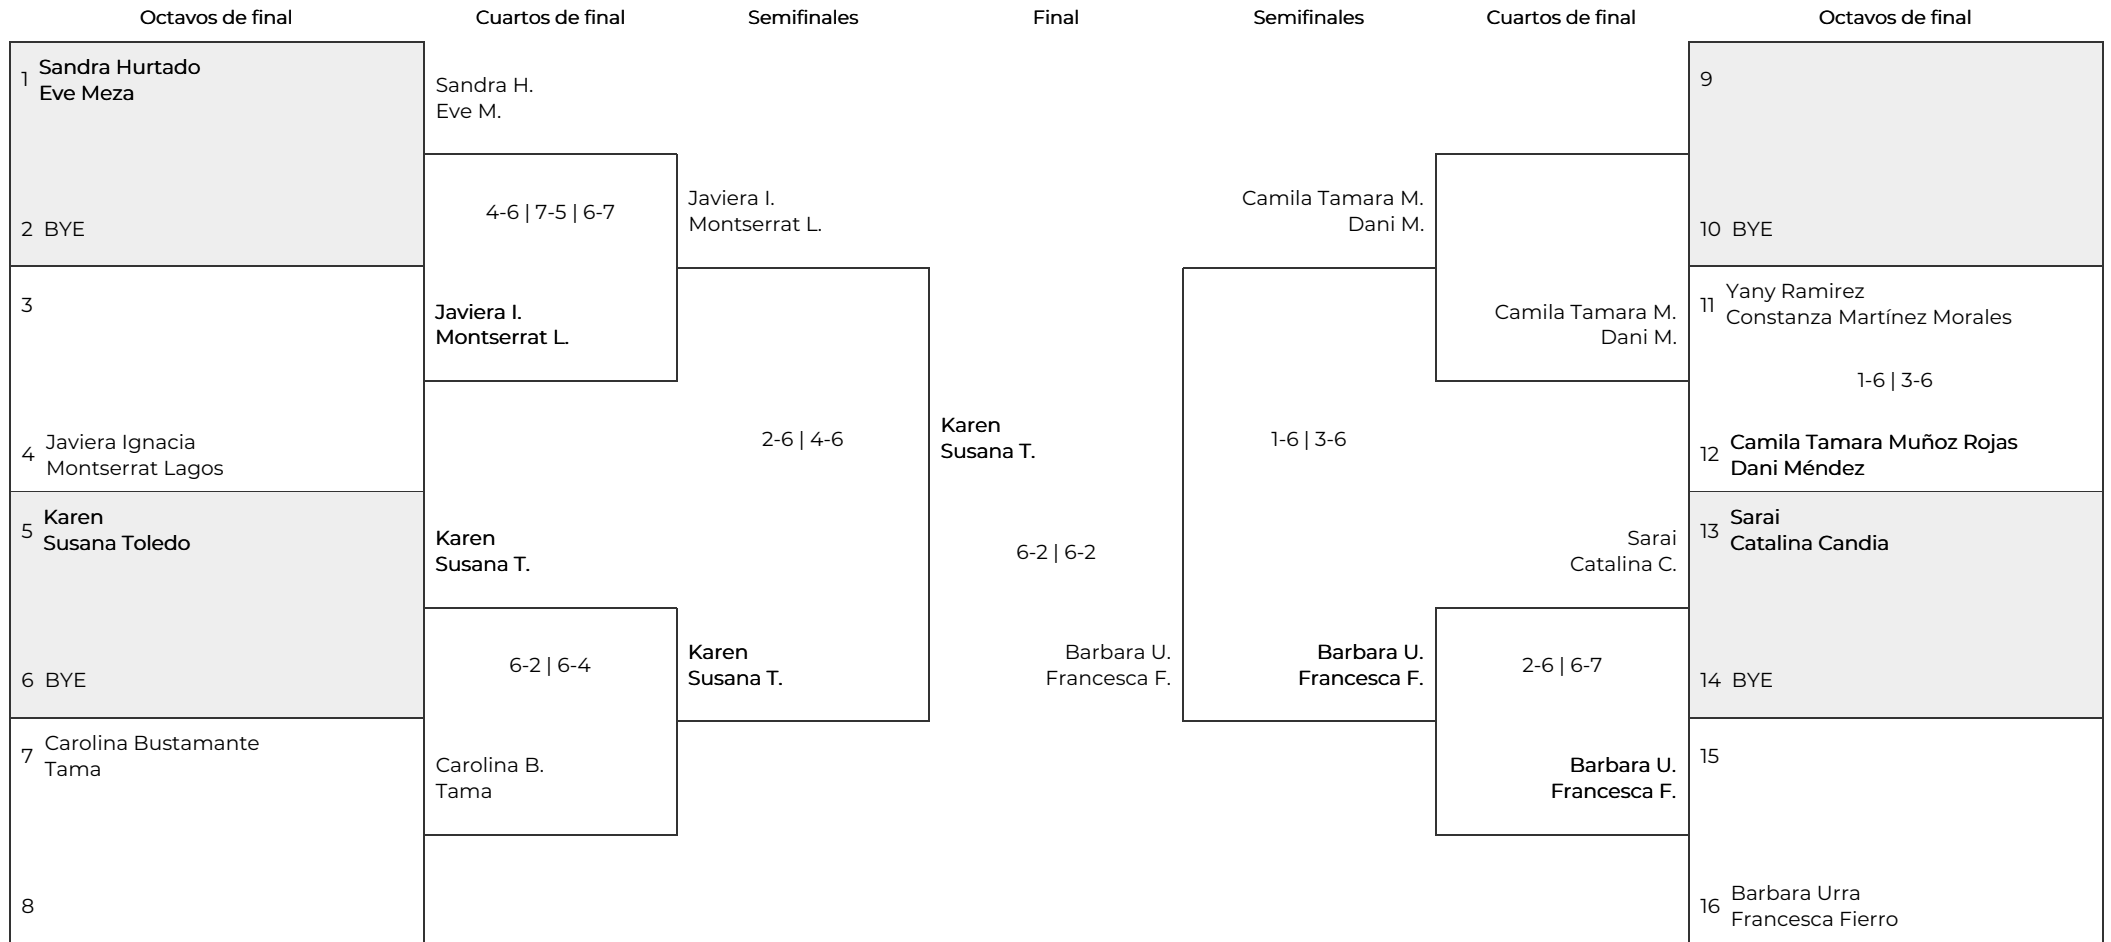 Octavos de final
Cuartos de final
Semifinales
Final
Semifinales
Cuartos de final
Octavos de final
1
Sandra Hurtado
Eve Meza
2 BYE
3
4
Javiera Ignacia
Montserrat Lagos
5
Karen
Susana Toledo
6 BYE
7
Carolina Bustamante
Tama
8
Sandra H.
Eve M.
4-6 | 7-5 | 6-7
Javiera I.
Montserrat L.
Karen
Susana T.
6-2 | 6-4
Carolina B.
Tama
Javiera I.
Montserrat L.
2-6 | 4-6
Karen
Susana T.
Karen
Susana T.
6-2 | 6-2
Barbara U.
Francesca F.
Camila Tamara M.
Dani M.
1-6 | 3-6
Barbara U.
Francesca F.
Camila Tamara M.
Dani M.
Sarai
Catalina C.
2-6 | 6-7
Barbara U.
Francesca F.
9
10 BYE
11
Yany Ramirez
Constanza Martínez Morales
1-6 | 3-6
12
Camila Tamara Muñoz Rojas
Dani Méndez
13
Sarai
Catalina Candia
14 BYE
15
16
Barbara Urra
Francesca Fierro